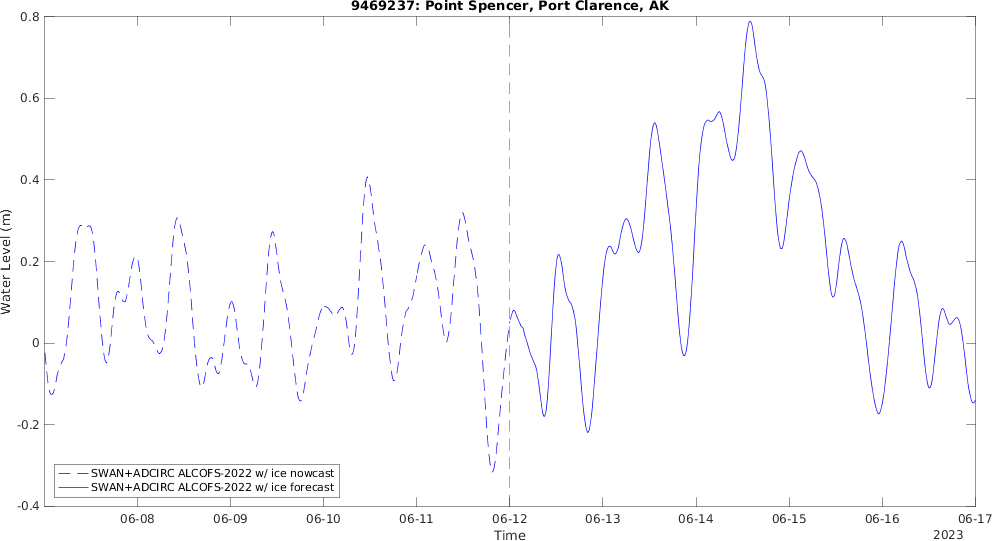 9469237: Point Spencer, Port Clarence, AK
0.8
0.6
0.4
0.2
0
-0.2
-0.4
Water Level (m)
SWAN+ADCIRC ALCOFS-2022 w/ ice nowcast
SWAN+ADCIRC ALCOFS-2022 w/ ice forecast
06-08 06-09 06-10 06-11 06-12 06-13 06-14 06-15 06-16 06-17
Time
2023